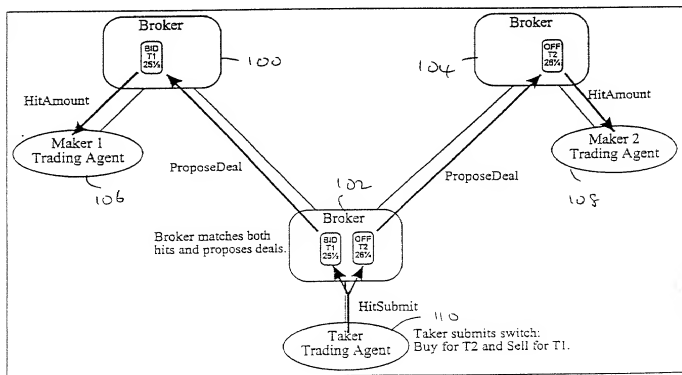 Broker
BID
T1
25¼
100
HitAmount
Maker 1
Trading Agent
106
Broker
OFF
T2
26¼
104
HitAmount
Maker 2
Trading Agent
108
ProposeDeal
ProposeDeal
102
Broker
BID
T1
25¼
OFF
T2
26¼
Broker matches both
hits and proposes deals.
HitSubmit
110
Taker
Trading Agent
Taker submits switch:
Buy for T2 and Sell for T1.